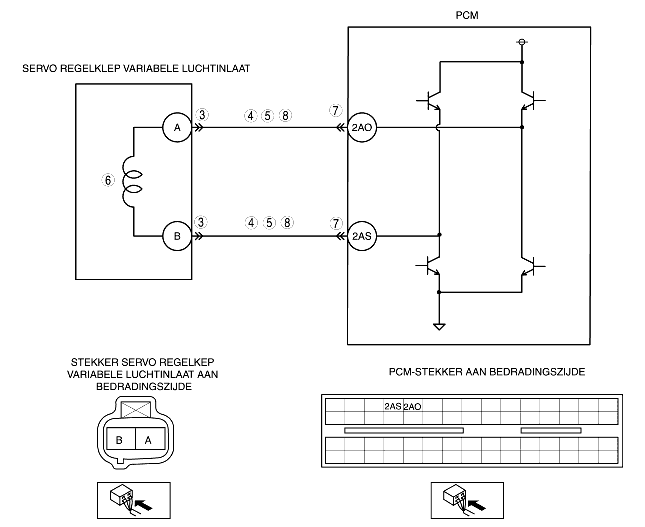 PCM
SERVO REGELKLEP VARIABELE LUCHTINLAAT
A 3 4 5 8 7 2AO
6
B 3 4 5 8 7 2AS
STEKKER SERVO REGELKEP
VARIABELE LUCHTINLAAT AAN
BEDRADINGSZIJDE
PCM-STEKKER AAN BEDRADINGSZIJDE
2AS 2AO
B A